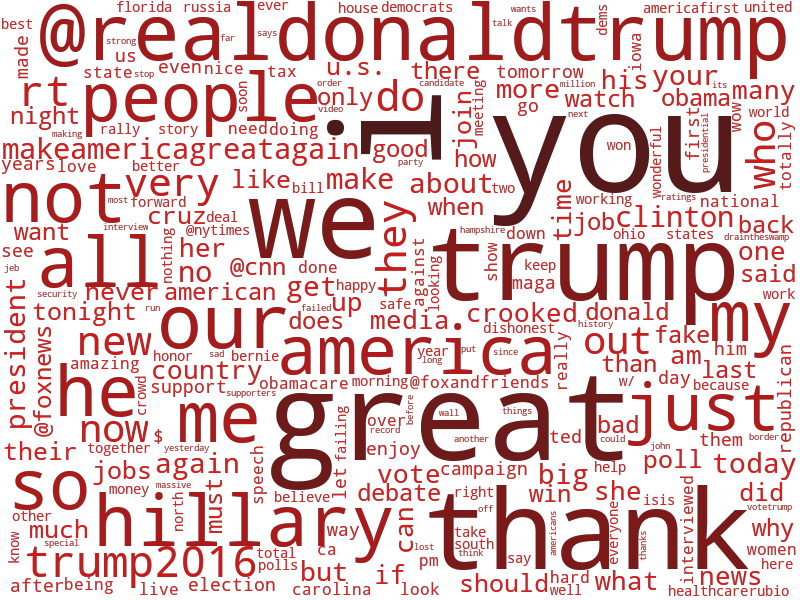 best florida russia ever house democrats americafirst united
strong far says talk wants dems
@realdonaldtrump
made us u.s. there tomorrow his your iowa
state even nice tax obama many
rt people stop only do join more watch
night rally story need doing soon order video candidate million its meeting go wow world
making i you first who
makeamericagreatagain good how next wonderful won presidential totally
years love better party
not very like bill make about two time working ratings national
most forward cruz deal we they when job clinton back
want interview @nytimes hampshire down ohio states draintheswamp
see all nothing her no @cnn done get up against looking show trump keep one said
jeb never american happy safe maga my work
security run failed history
president tonight our does media crooked donald
new honor sad bernie america year put long since dishonest out fake him
@foxnews amazing country really than am last republican
he crowd support obamacare morning @foxandfriends w/ day because
supporters before wall things
now $ me over record great another ted bad could just john border
their together yesterday speech failing enjoy them
so jobs again let vote campaign big help poll today
money massive must believe debate right win she isis did
other north hillary way can off thank interviewed votetrump
know much special total ca take south think everyone americans thanks why
trump2016 polls but if lost pm say women
after being live election carolina look should hard well what news here
healthcare rubio